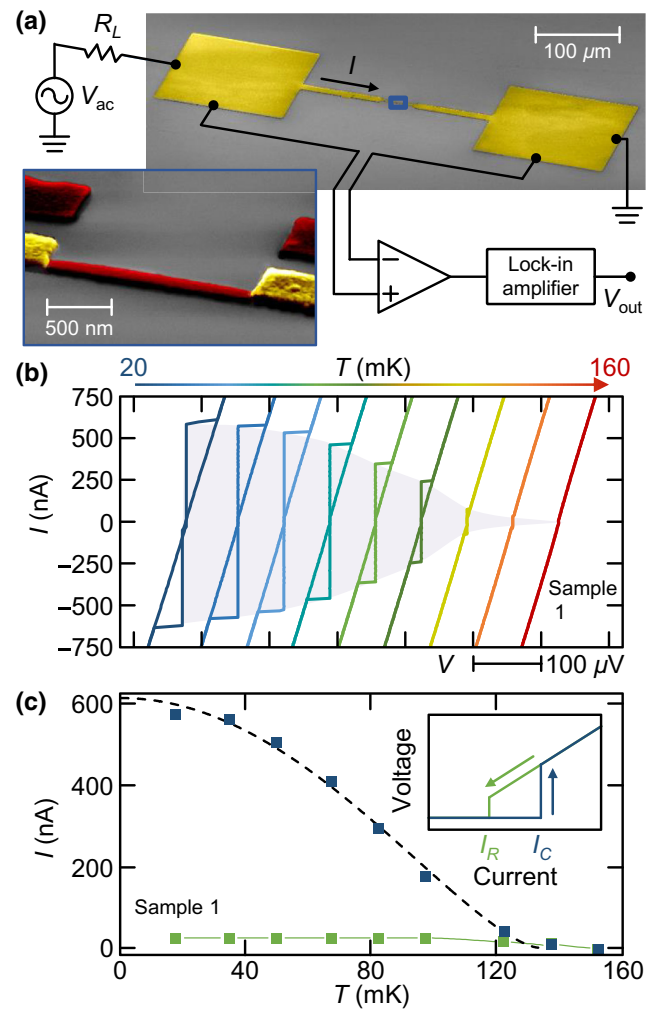 (a)
R_L
V_ac
I
100 µm
500 nm
−
+
Lock-in
amplifier
V_out
(b)
20
T (mK)
160
750
500
250
0
−250
−500
−750
I (nA)
Sample
1
V
100 µV
(c)
600
400
200
0
I (nA)
Sample 1
Voltage
I_R
I_C
Current
0
40
80
120
160
T (mK)